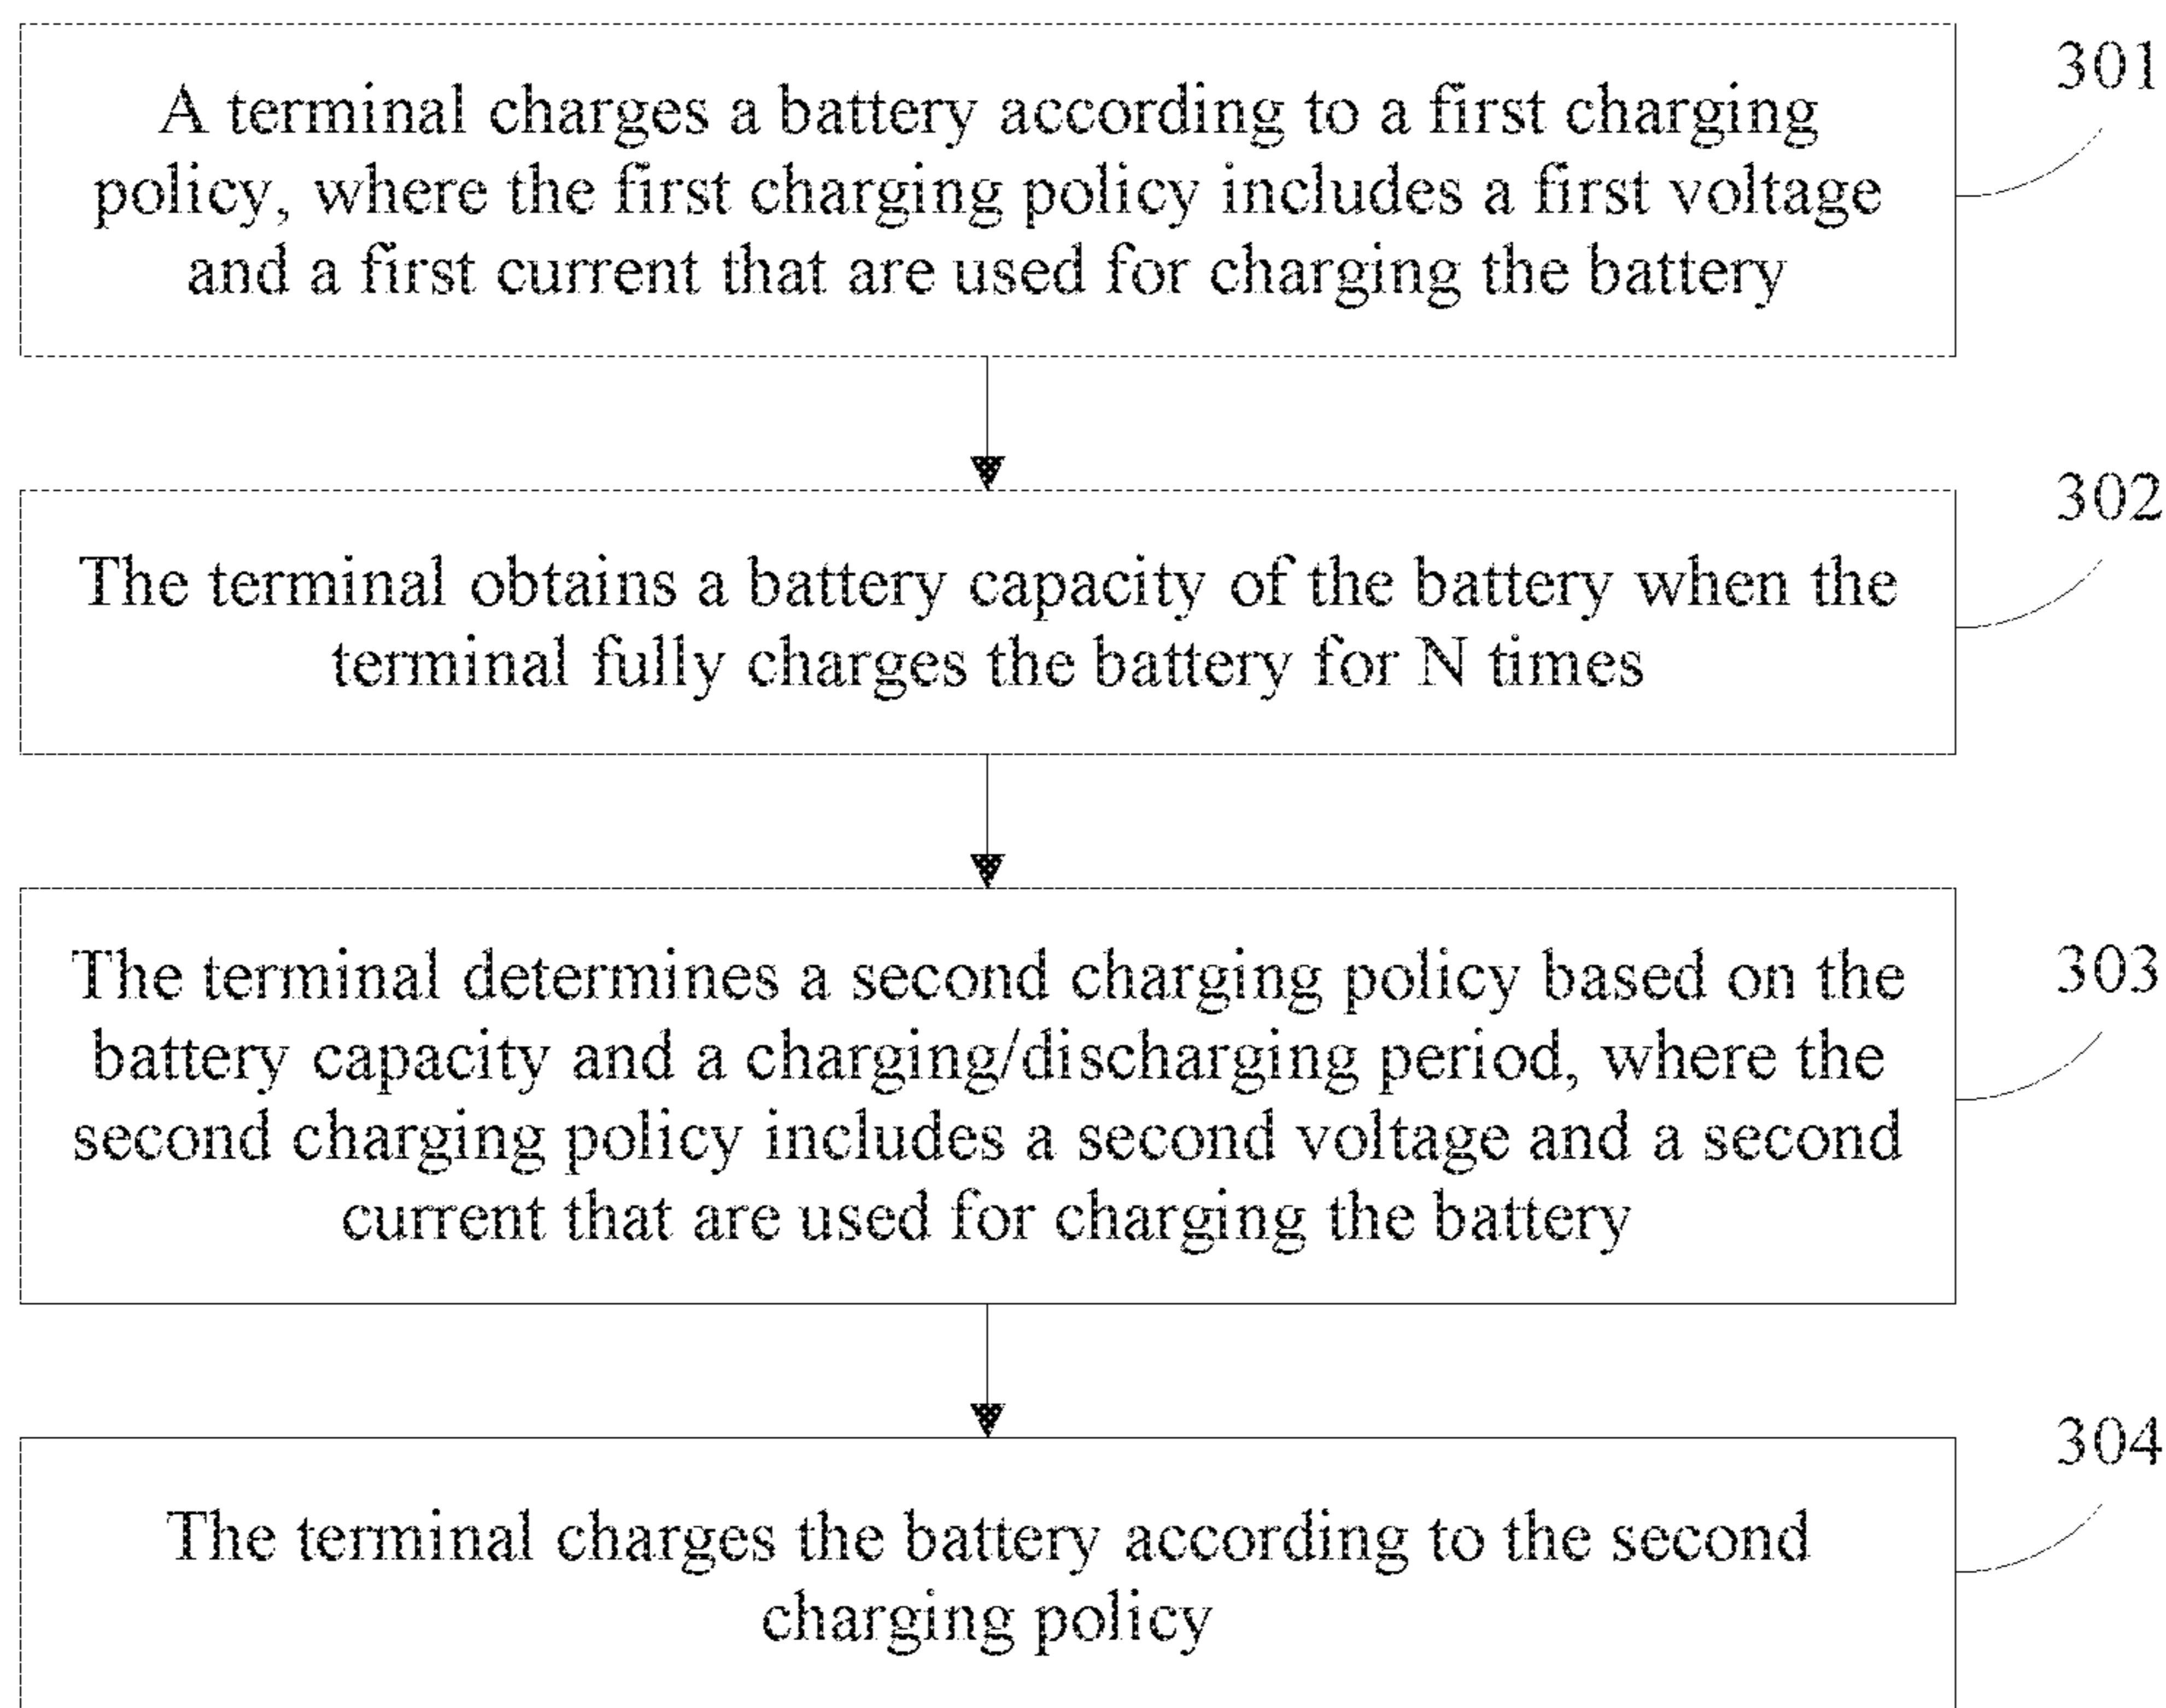 301
A terminal charges a battery according to a first charging
policy, where the first charging policy includes a first voltage
and a first current that are used for charging the battery
302
The terminal obtains a battery capacity of the battery when the
terminal fully charges the battery for N times
303
The terminal determines a second charging policy based on the
battery capacity and a charging/discharging period, where the
second charging policy includes a second voltage and a second
current that are used for charging the battery
304
The terminal charges the battery according to the second
charging policy